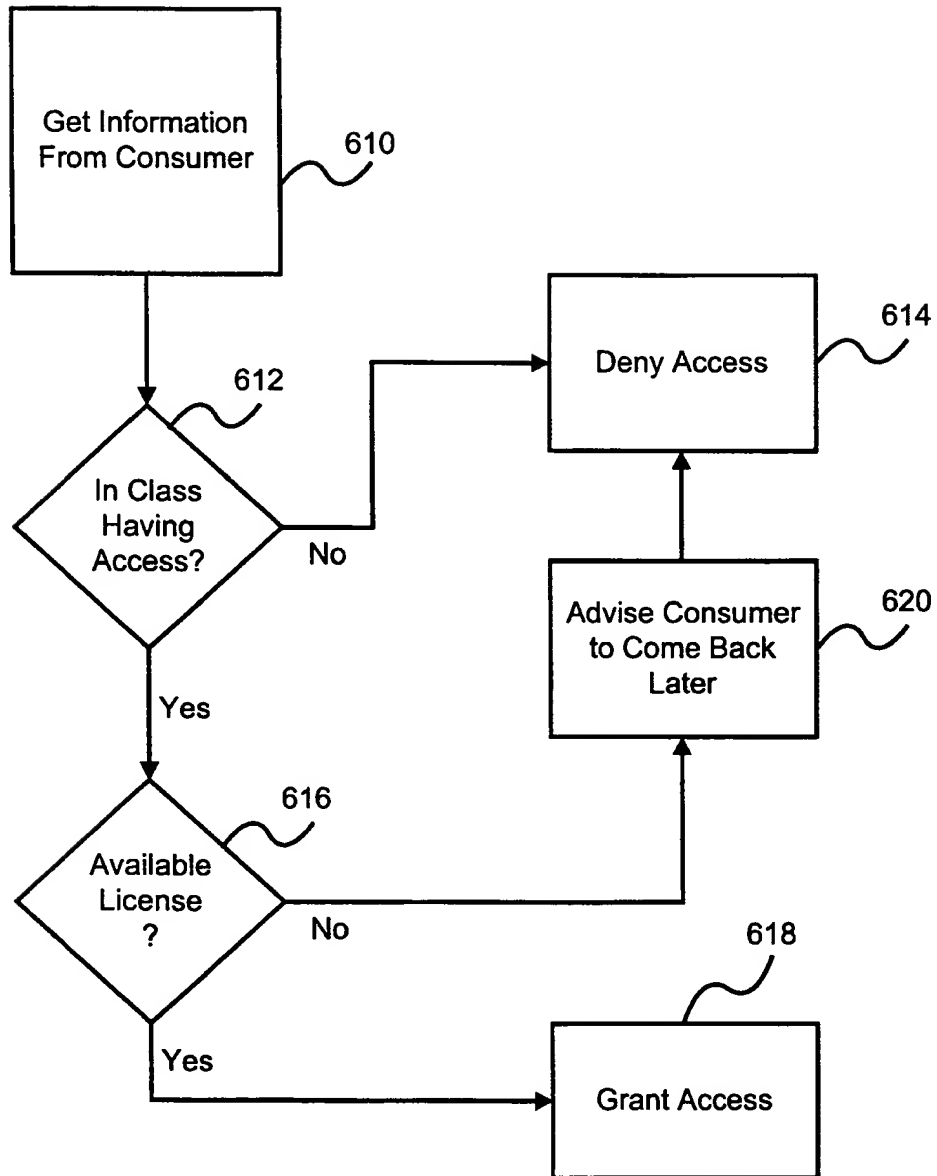 Get Information
From Consumer
610
612
In Class
Having
Access?
No
Deny Access
614
Advise Consumer
to Come Back
Later
620
Yes
616
Available
License
?
No
618
Yes
Grant Access